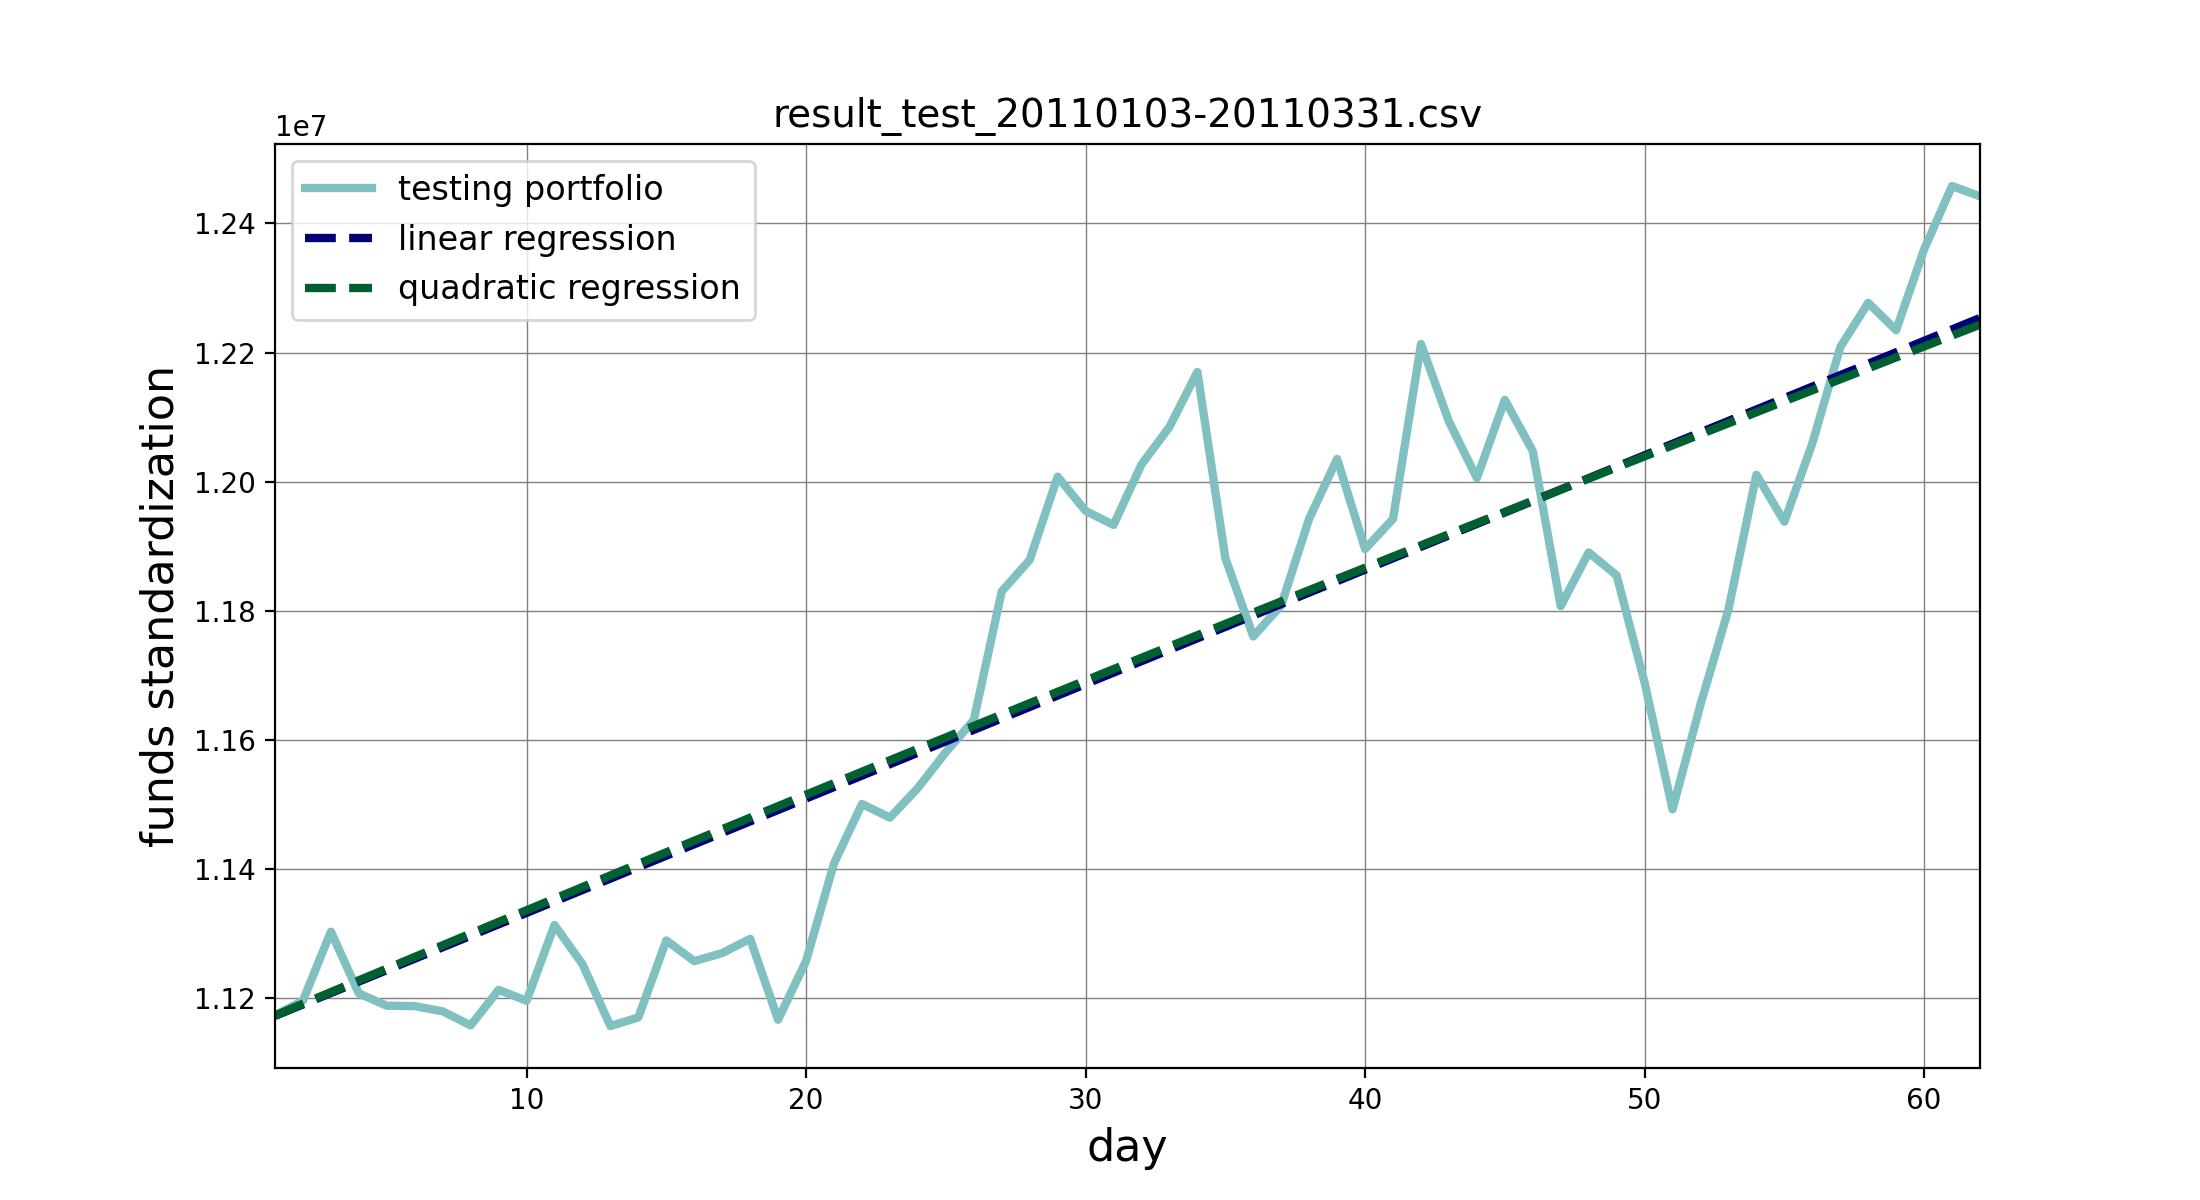 result_test_20110103-20110331.csv
1e7
testing portfolio
linear regression
quadratic regression
1.24
1.22
1.20
1.18
1.16
1.14
1.12
funds standardization
10 20 30 40 50 60
day